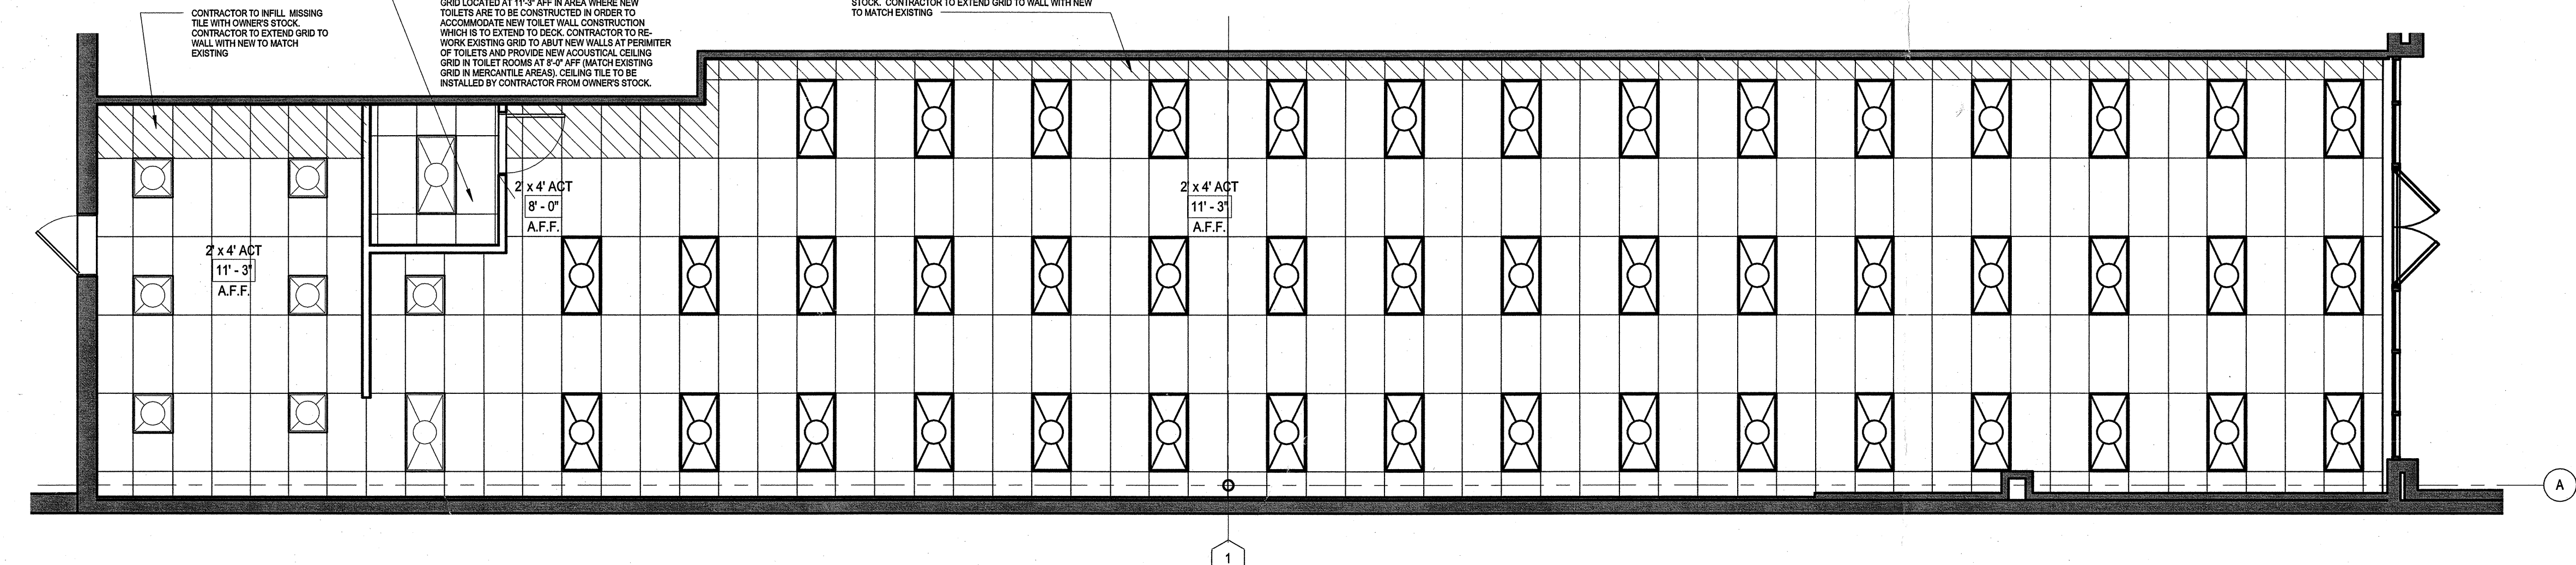 CONTRACTOR TO INFILL MISSING
TILE WITH OWNER'S STOCK.
CONTRACTOR TO EXTEND GRID TO
WALL WITH NEW TO MATCH
EXISTING
GRID LOCATED AT 11'-3" AFF IN AREA WHERE NEW
TOILETS ARE TO BE CONSTRUCTED IN ORDER TO
ACCOMMODATE NEW TOILET WALL CONSTRUCTION
WHICH IS TO EXTEND TO DECK. CONTRACTOR TO RE-
WORK EXISTING GRID TO ABUT NEW WALLS AT PERIMITER
OF TOILETS AND PROVIDE NEW ACOUSTICAL CEILING
GRID IN TOILET ROOMS AT 8'-0" AFF (MATCH EXISTING
GRID IN MERCANTILE AREAS). CEILING TILE TO BE
INSTALLED BY CONTRACTOR FROM OWNER'S STOCK.
STOCK. CONTRACTOR TO EXTEND GRID TO WALL WITH NEW
TO MATCH EXISTING
2' x 4' ACT
11' - 3"
A.F.F.
2' x 4' ACT
8' - 0"
A.F.F.
2' x 4' ACT
11' - 3"
A.F.F.
A
1